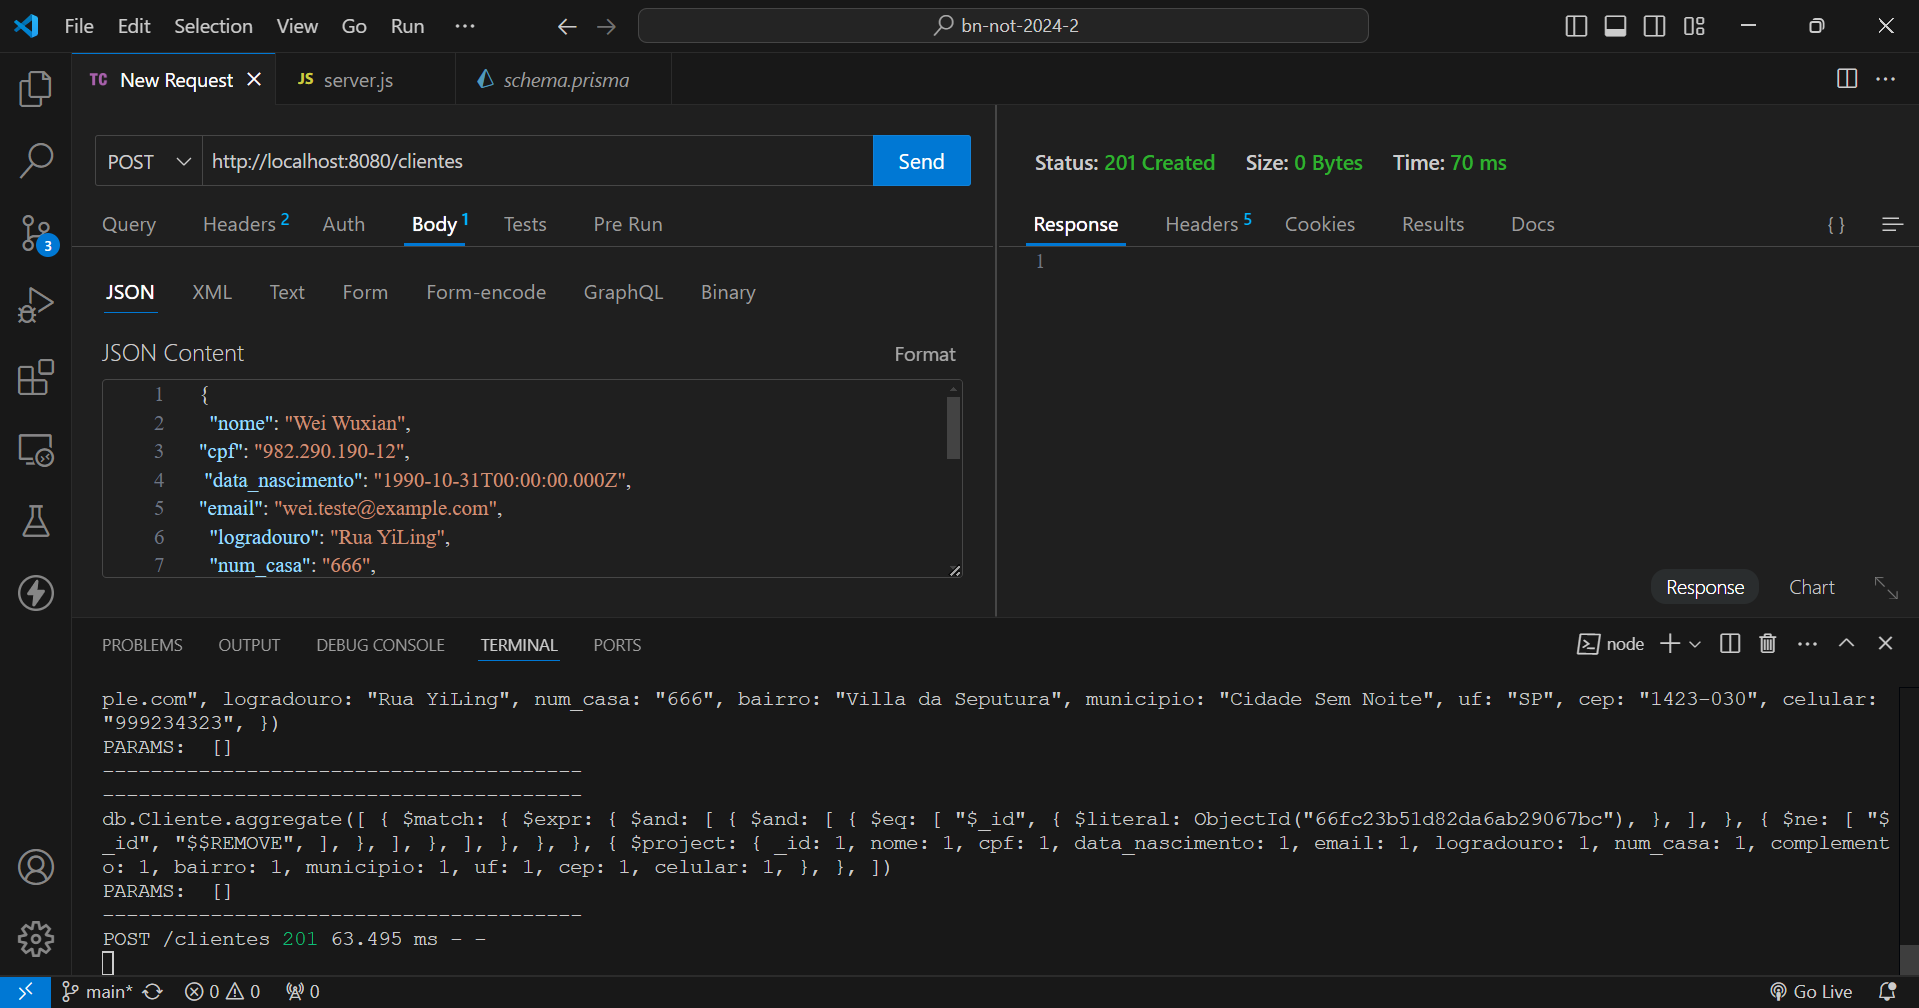 File Edit Selection View Go Run ··· bn-not-2024-2
TC New Request JS server.js schema.prisma
POST http://localhost:8080/clientes Send
Status: 201 Created Size: 0 Bytes Time: 70 ms
Query Headers 2 Auth Body 1 Tests Pre Run
Response Headers 5 Cookies Results Docs { }
1
JSON XML Text Form Form-encode GraphQL Binary
JSON Content Format
1 {
2 "nome": "Wei Wuxian",
3 "cpf": "982.290.190-12",
4 "data_nascimento": "1990-10-31T00:00:00.000Z",
5 "email": "wei.teste@example.com",
6 "logradouro": "Rua YiLing",
7 "num_casa": "666",
Response Chart
3
PROBLEMS OUTPUT DEBUG CONSOLE TERMINAL PORTS node
ple.com", logradouro: "Rua YiLing", num_casa: "666", bairro: "Villa da Seputura", municipio: "Cidade Sem Noite", uf: "SP", cep: "1423-030", celular:
"999234323", })
PARAMS: []
----------------------------------------
----------------------------------------
db.Cliente.aggregate([ { $match: { $expr: { $and: [ { $and: [ { $eq: [ "$_id", { $literal: ObjectId("66fc23b51d82da6ab29067bc"), }, ], }, { $ne: [ "$
_id", "$$REMOVE", ], }, ], }, ], }, }, }, { $project: { _id: 1, nome: 1, cpf: 1, data_nascimento: 1, email: 1, logradouro: 1, num_casa: 1, complement
o: 1, bairro: 1, municipio: 1, uf: 1, cep: 1, celular: 1, }, }, ])
PARAMS: []
----------------------------------------
POST /clientes 201 63.495 ms - -
main* 0 0 0 Go Live